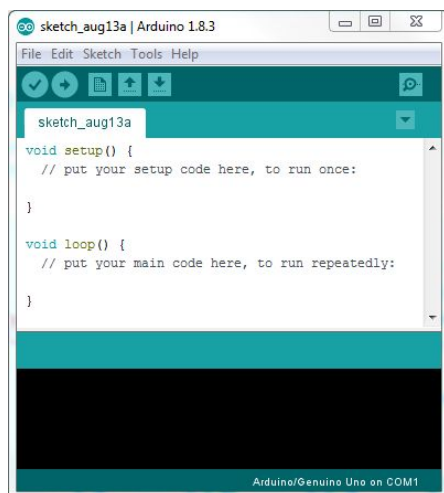 sketch_aug13a | Arduino 1.8.3
File Edit Sketch Tools Help
sketch_aug13a
void setup() {
  // put your setup code here, to run once:
}
void loop() {
  // put your main code here, to run repeatedly:
}
Arduino/Genuino Uno on COM1